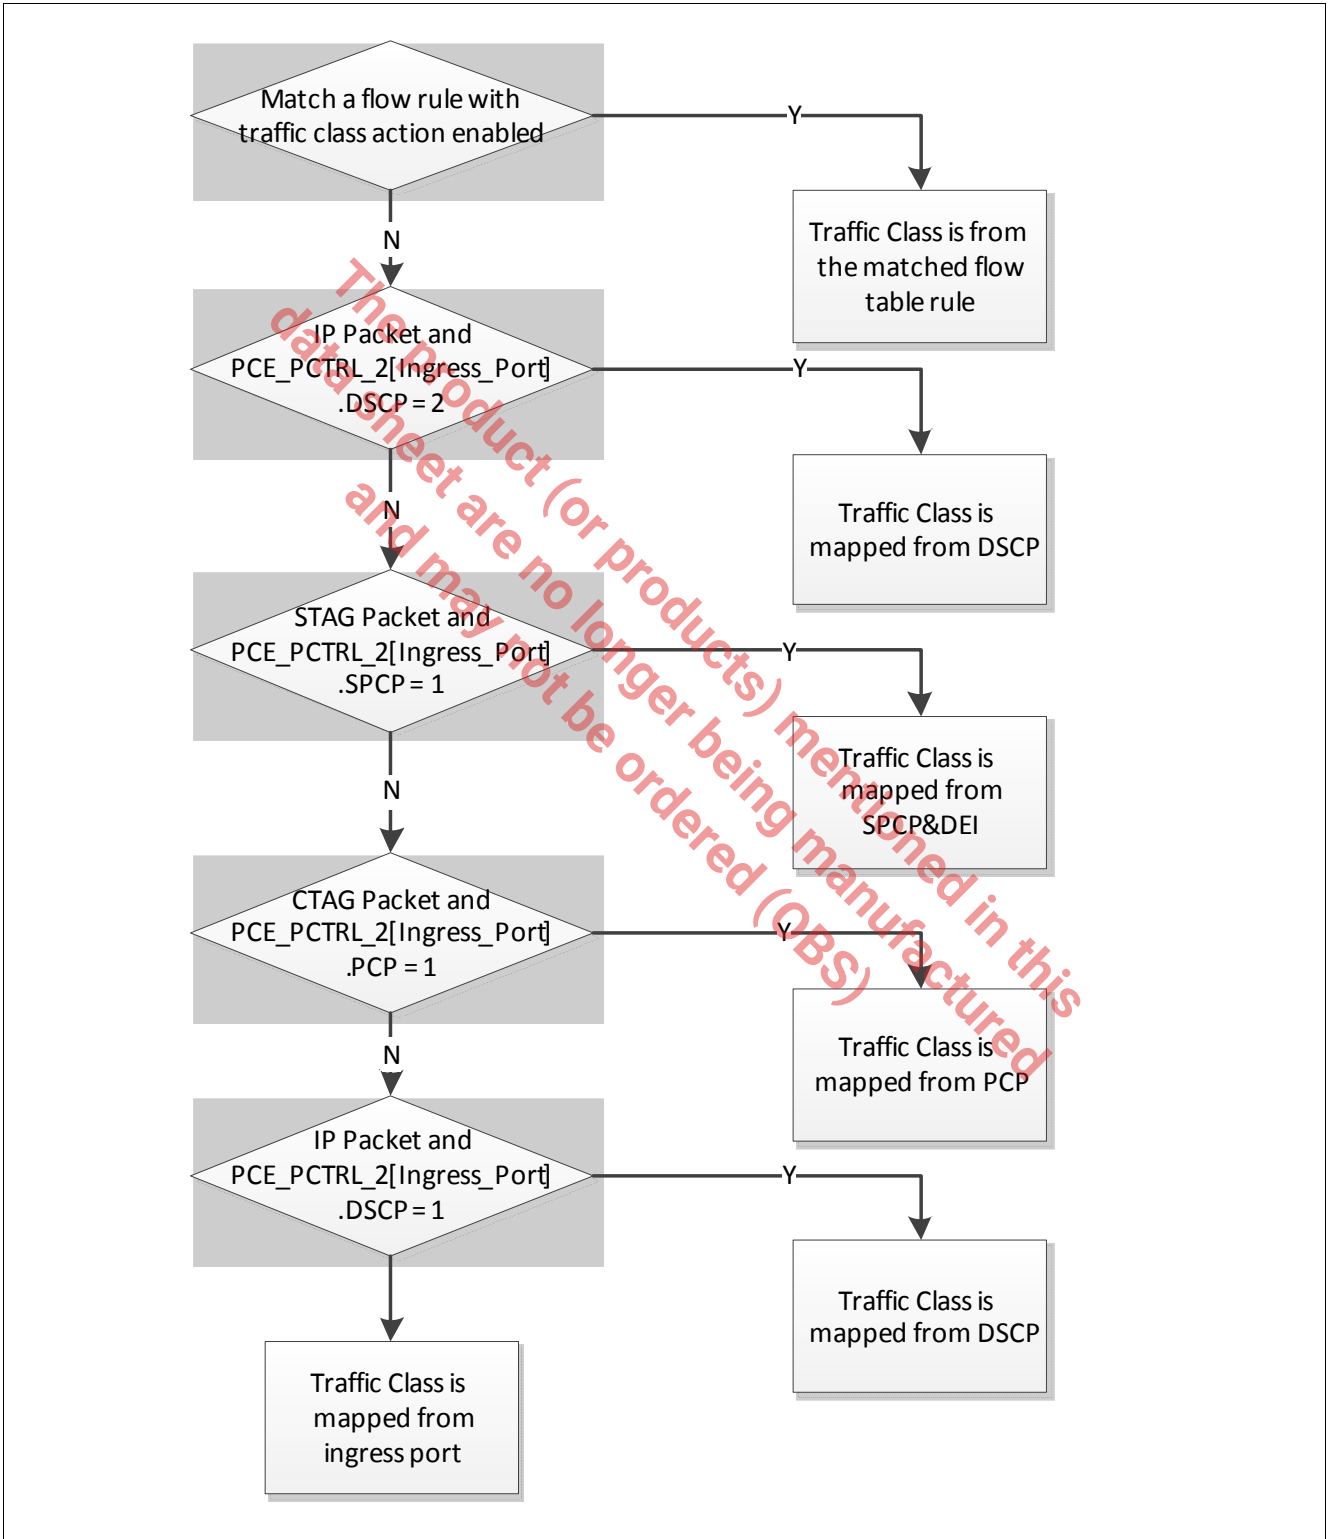 Match a flow rule with
traffic class action enabled
Y
Traffic Class is from
the matched flow
table rule
N
IP Packet and
PCE_PCTRL_2[Ingress_Port]
.DSCP = 2
Y
Traffic Class is
mapped from DSCP
N
STAG Packet and
PCE_PCTRL_2[Ingress_Port]
.SPCP = 1
Y
Traffic Class is
mapped from
SPCP&DEI
N
CTAG Packet and
PCE_PCTRL_2[Ingress_Port]
.PCP = 1
Y
Traffic Class is
mapped from PCP
N
IP Packet and
PCE_PCTRL_2[Ingress_Port]
.DSCP = 1
Y
Traffic Class is
mapped from DSCP
Traffic Class is
mapped from
ingress port
The product (or products) mentioned in this
data sheet are no longer being manufactured
and may not be ordered (OBS)